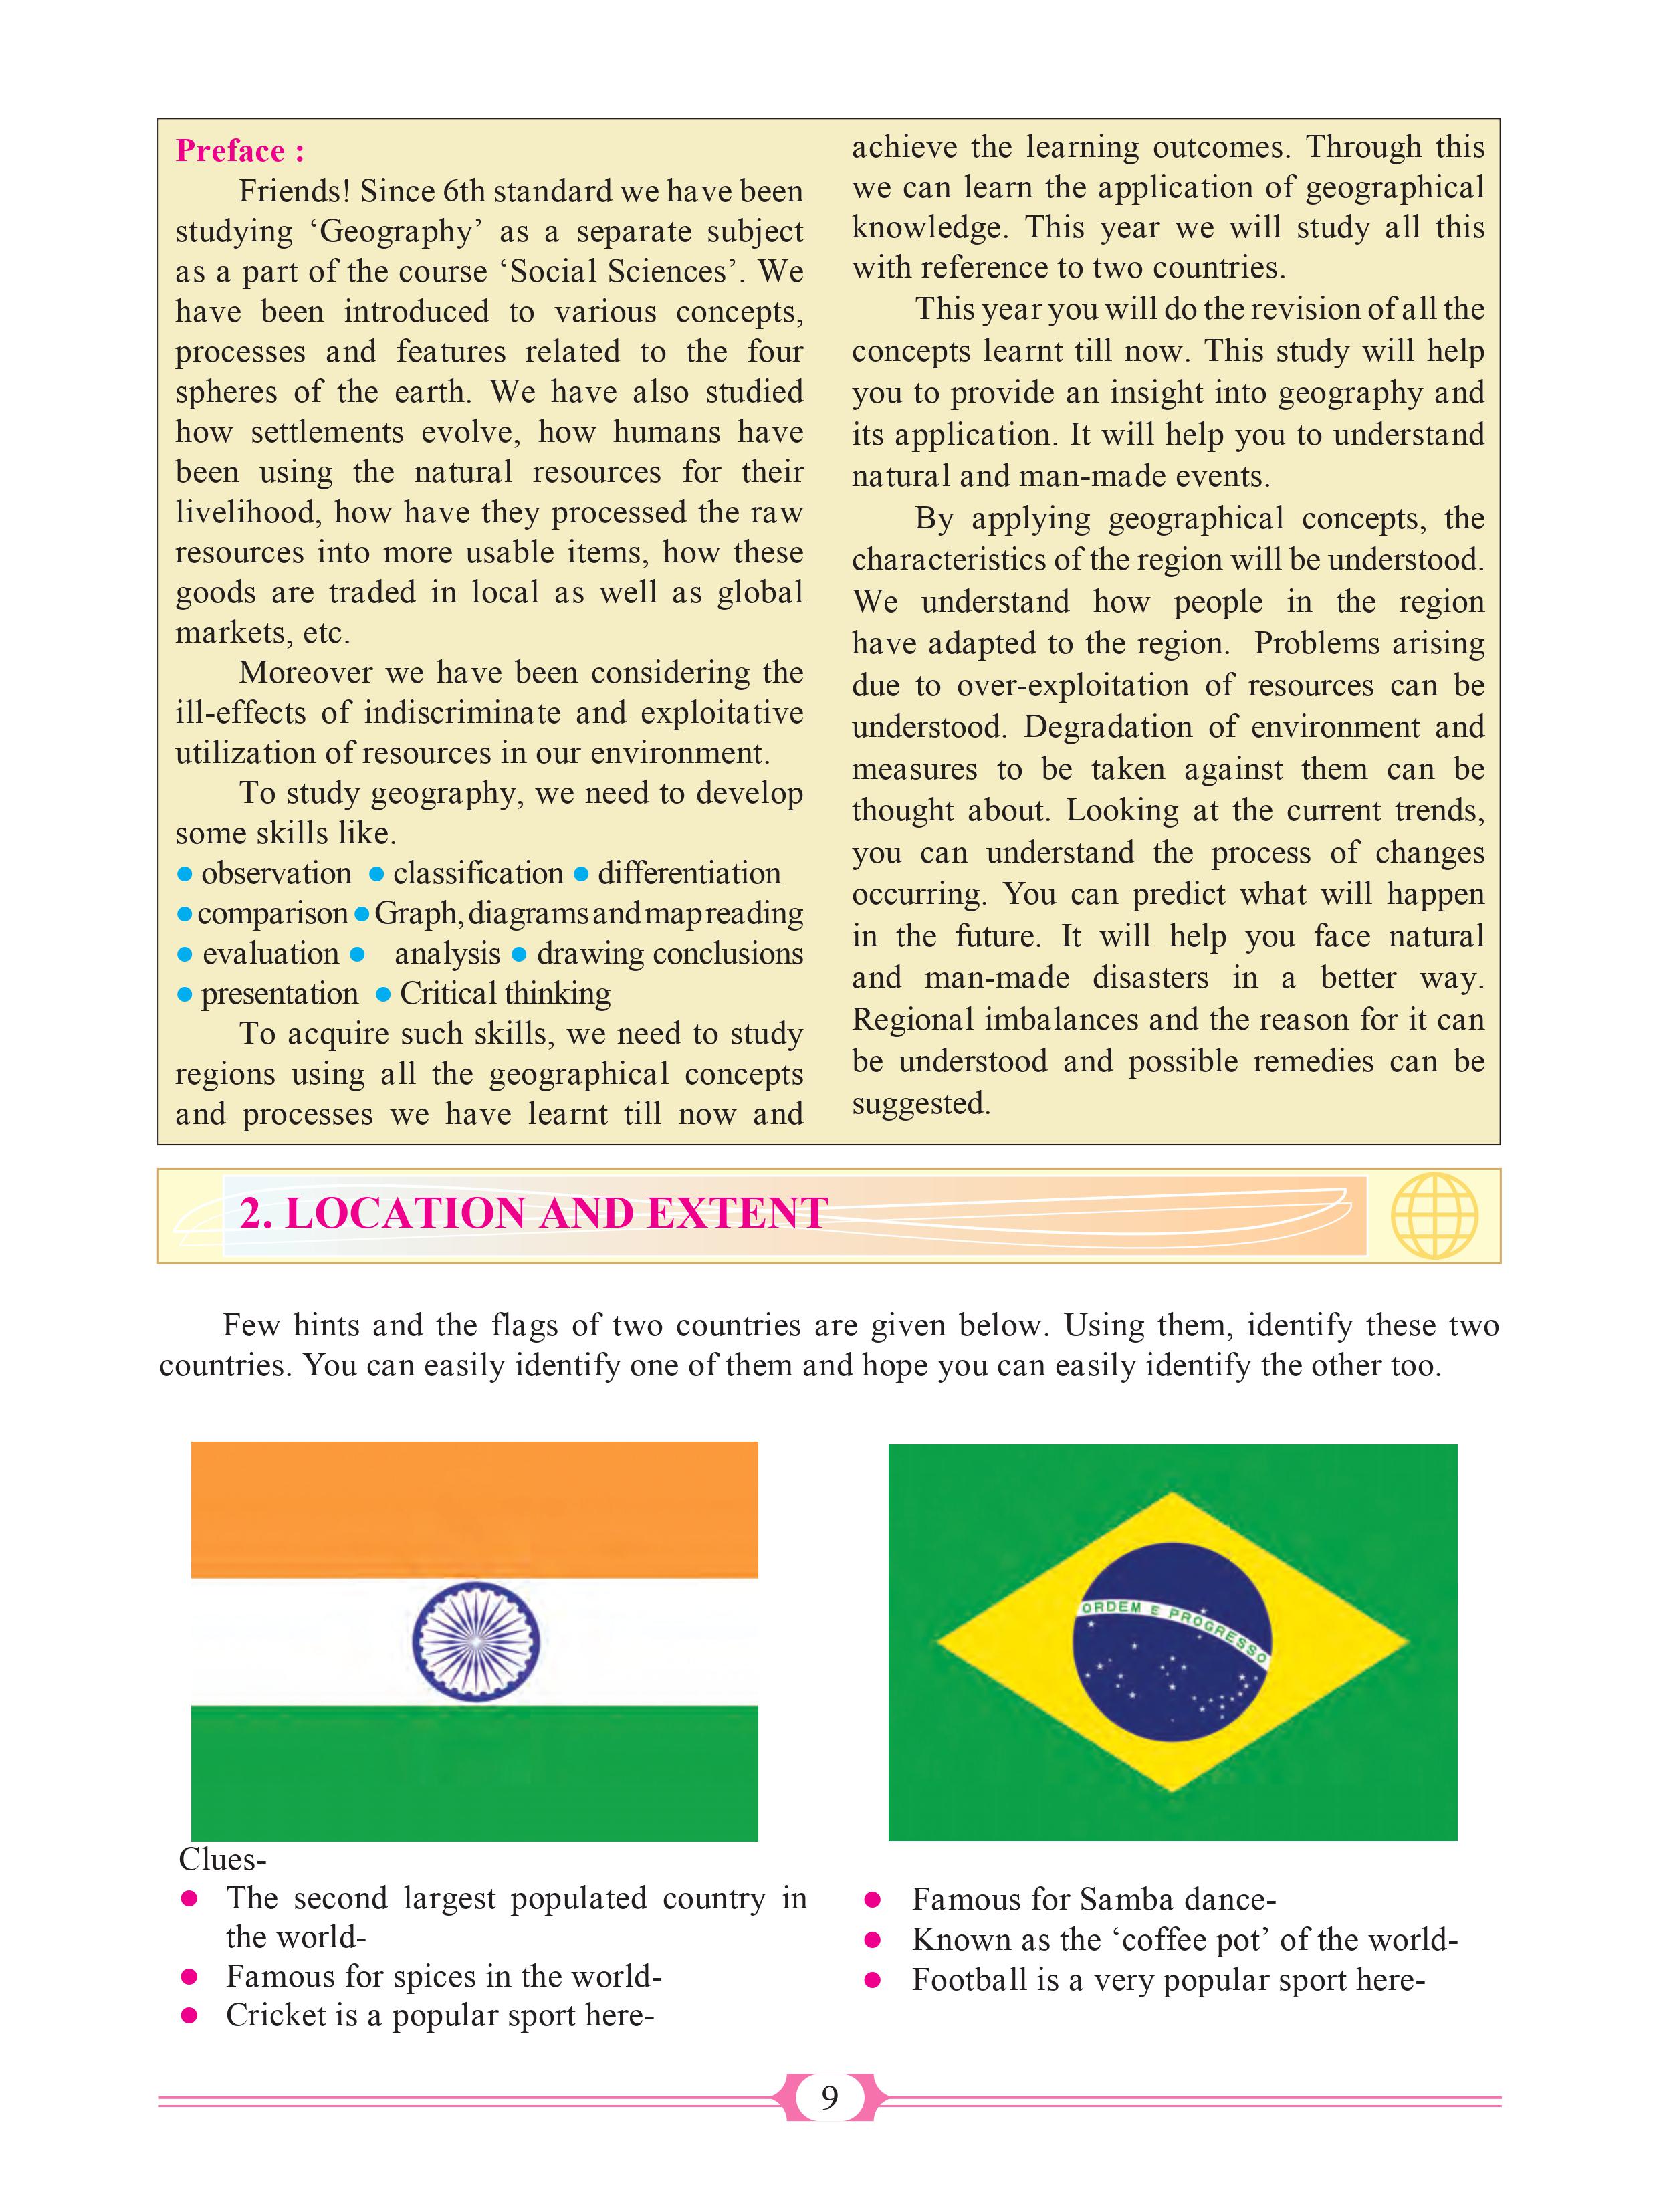 Preface :
Friends! Since 6th standard we have been
studying ‘Geography’ as a separate subject
as a part of the course ‘Social Sciences’. We
have been introduced to various concepts,
processes and features related to the four
spheres of the earth. We have also studied
how settlements evolve, how humans have
been using the natural resources for their
livelihood, how have they processed the raw
resources into more usable items, how these
goods are traded in local as well as global
markets, etc.
Moreover we have been considering the
ill-effects of indiscriminate and exploitative
utilization of resources in our environment.
To study geography, we need to develop
some skills like.
● observation ● classification ● differentiation
● comparison ● Graph, diagrams and map reading
● evaluation ● analysis ● drawing conclusions
● presentation ● Critical thinking
To acquire such skills, we need to study
regions using all the geographical concepts
and processes we have learnt till now and
achieve the learning outcomes. Through this
we can learn the application of geographical
knowledge. This year we will study all this
with reference to two countries.
This year you will do the revision of all the
concepts learnt till now. This study will help
you to provide an insight into geography and
its application. It will help you to understand
natural and man-made events.
By applying geographical concepts, the
characteristics of the region will be understood.
We understand how people in the region
have adapted to the region. Problems arising
due to over-exploitation of resources can be
understood. Degradation of environment and
measures to be taken against them can be
thought about. Looking at the current trends,
you can understand the process of changes
occurring. You can predict what will happen
in the future. It will help you face natural
and man-made disasters in a better way.
Regional imbalances and the reason for it can
be understood and possible remedies can be
suggested.
2. LOCATION AND EXTENT
Few hints and the flags of two countries are given below. Using them, identify these two
countries. You can easily identify one of them and hope you can easily identify the other too.
ORDEM E PROGRESSO
Clues-
● The second largest populated country in
the world-
● Famous for spices in the world-
● Cricket is a popular sport here-
● Famous for Samba dance-
● Known as the ‘coffee pot’ of the world-
● Football is a very popular sport here-
9